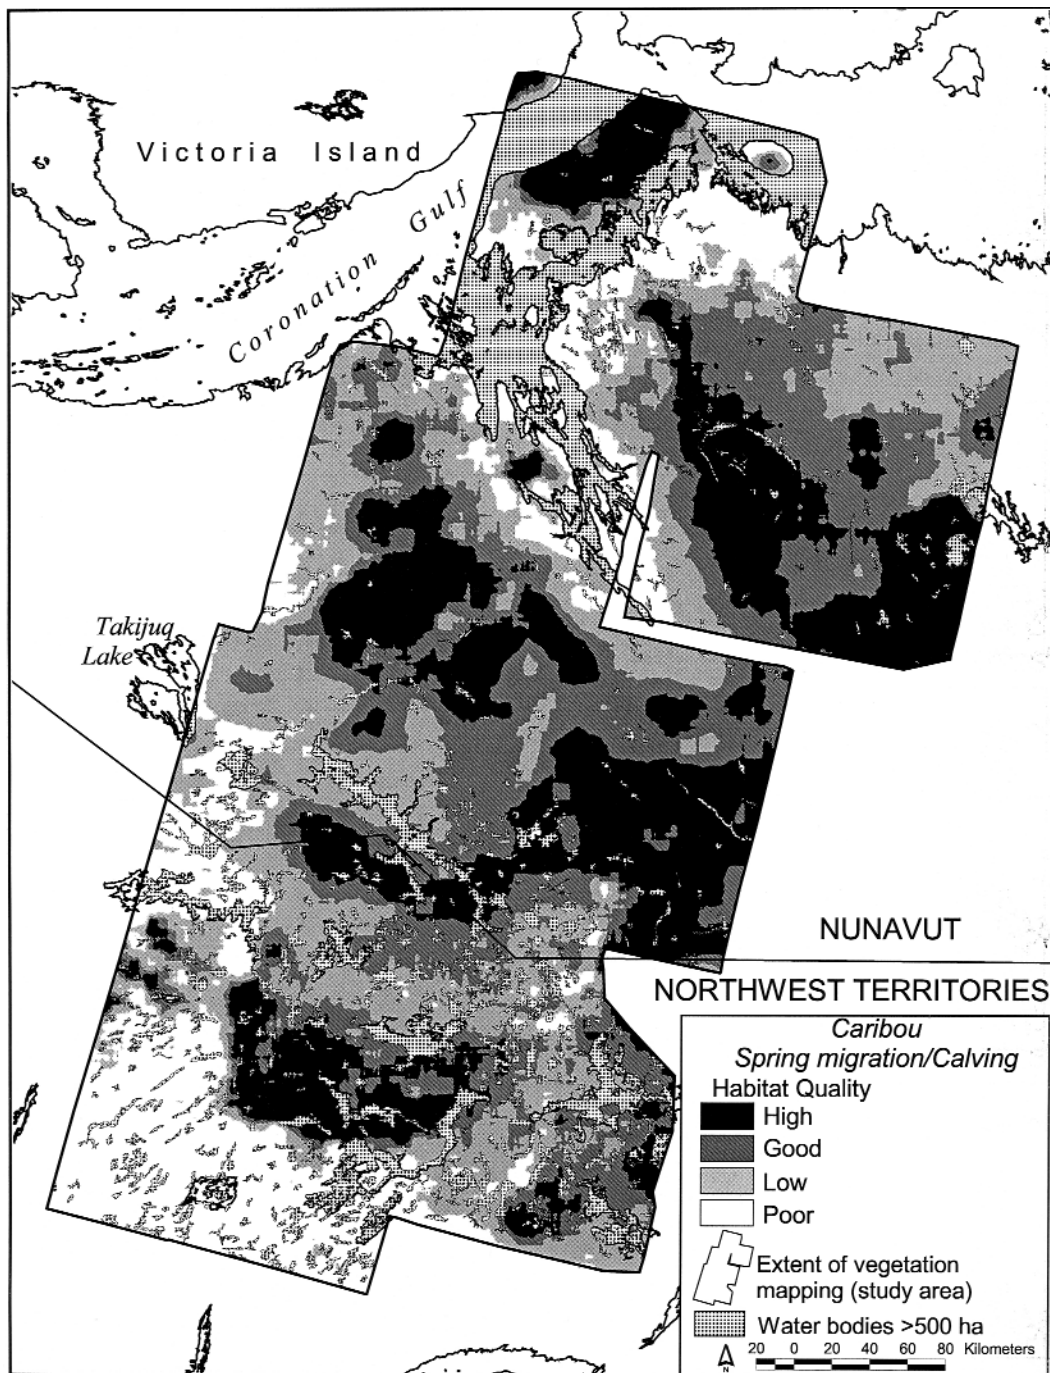 Victoria Island
Coronation Gulf
Takijuq
Lake
NUNAVUT
NORTHWEST TERRITORIES
Caribou
Spring migration/Calving
Habitat Quality
High
Good
Low
Poor
Extent of vegetation
mapping (study area)
Water bodies >500 ha
N
20 0 20 40 60 80 Kilometers